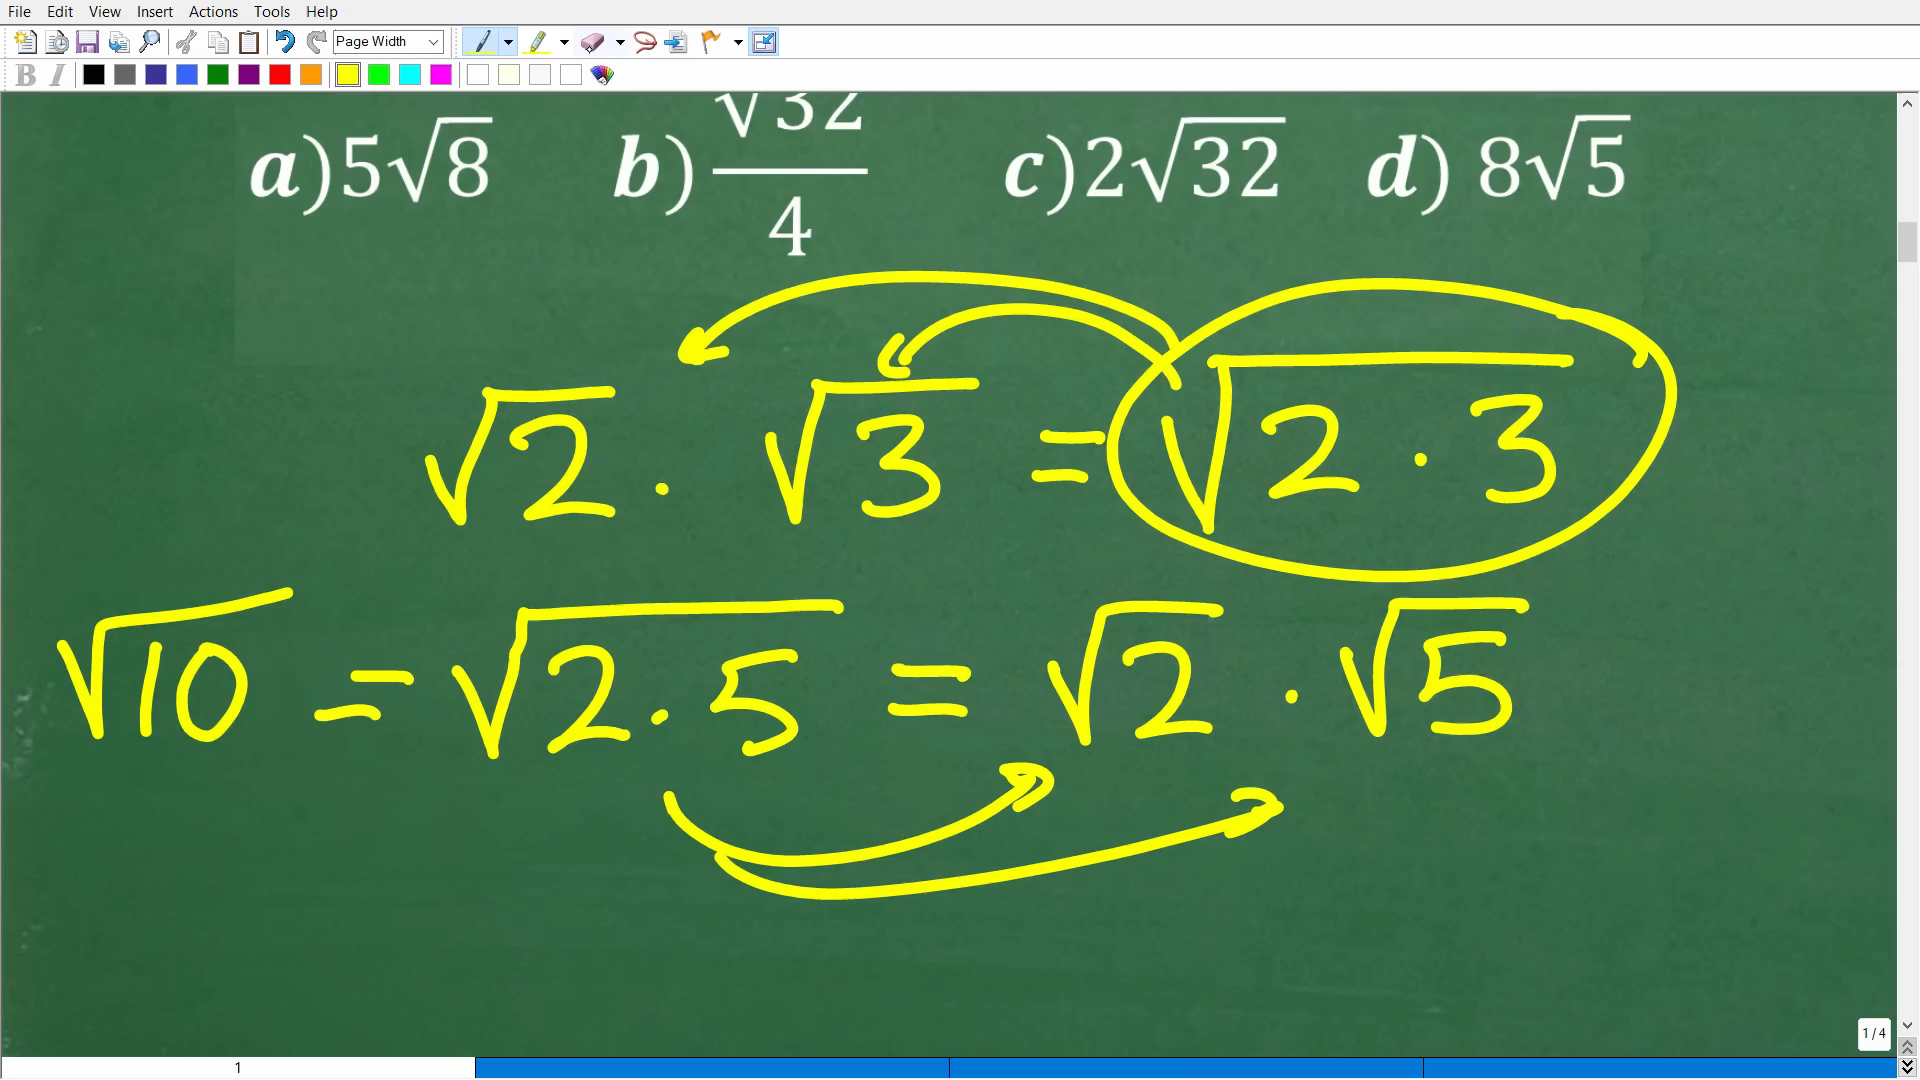 File Edit View Insert Actions Tools Help
Page Width
B I
a) 5√8 b) √32/4 c) 2√32 d) 8√5
√2 · √3 = √2 · 3
√10 = √2 · 5 = √2 · √5
1 / 4
1